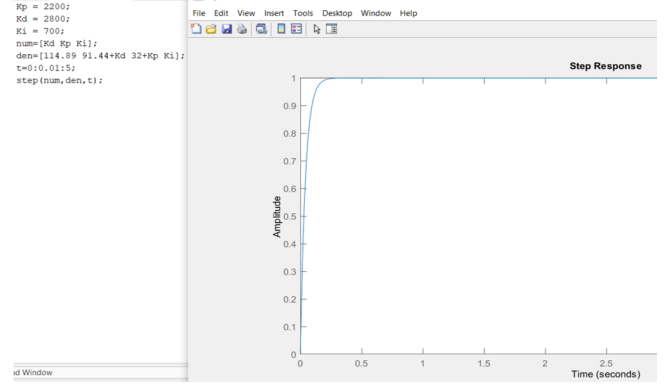 Kp = 2200;
Kd = 2800;
Ki = 700;
num=[Kd Kp Ki];
den=[114.89 91.44+Kd 32+Kp Ki];
t=0:0.01:5;
step(num,den,t);
d Window
File Edit View Insert Tools Desktop Window Help
Step Response
Amplitude
1
0.9
0.8
0.7
0.6
0.5
0.4
0.3
0.2
0.1
0
0 0.5 1 1.5 2 2.5
Time (seconds)